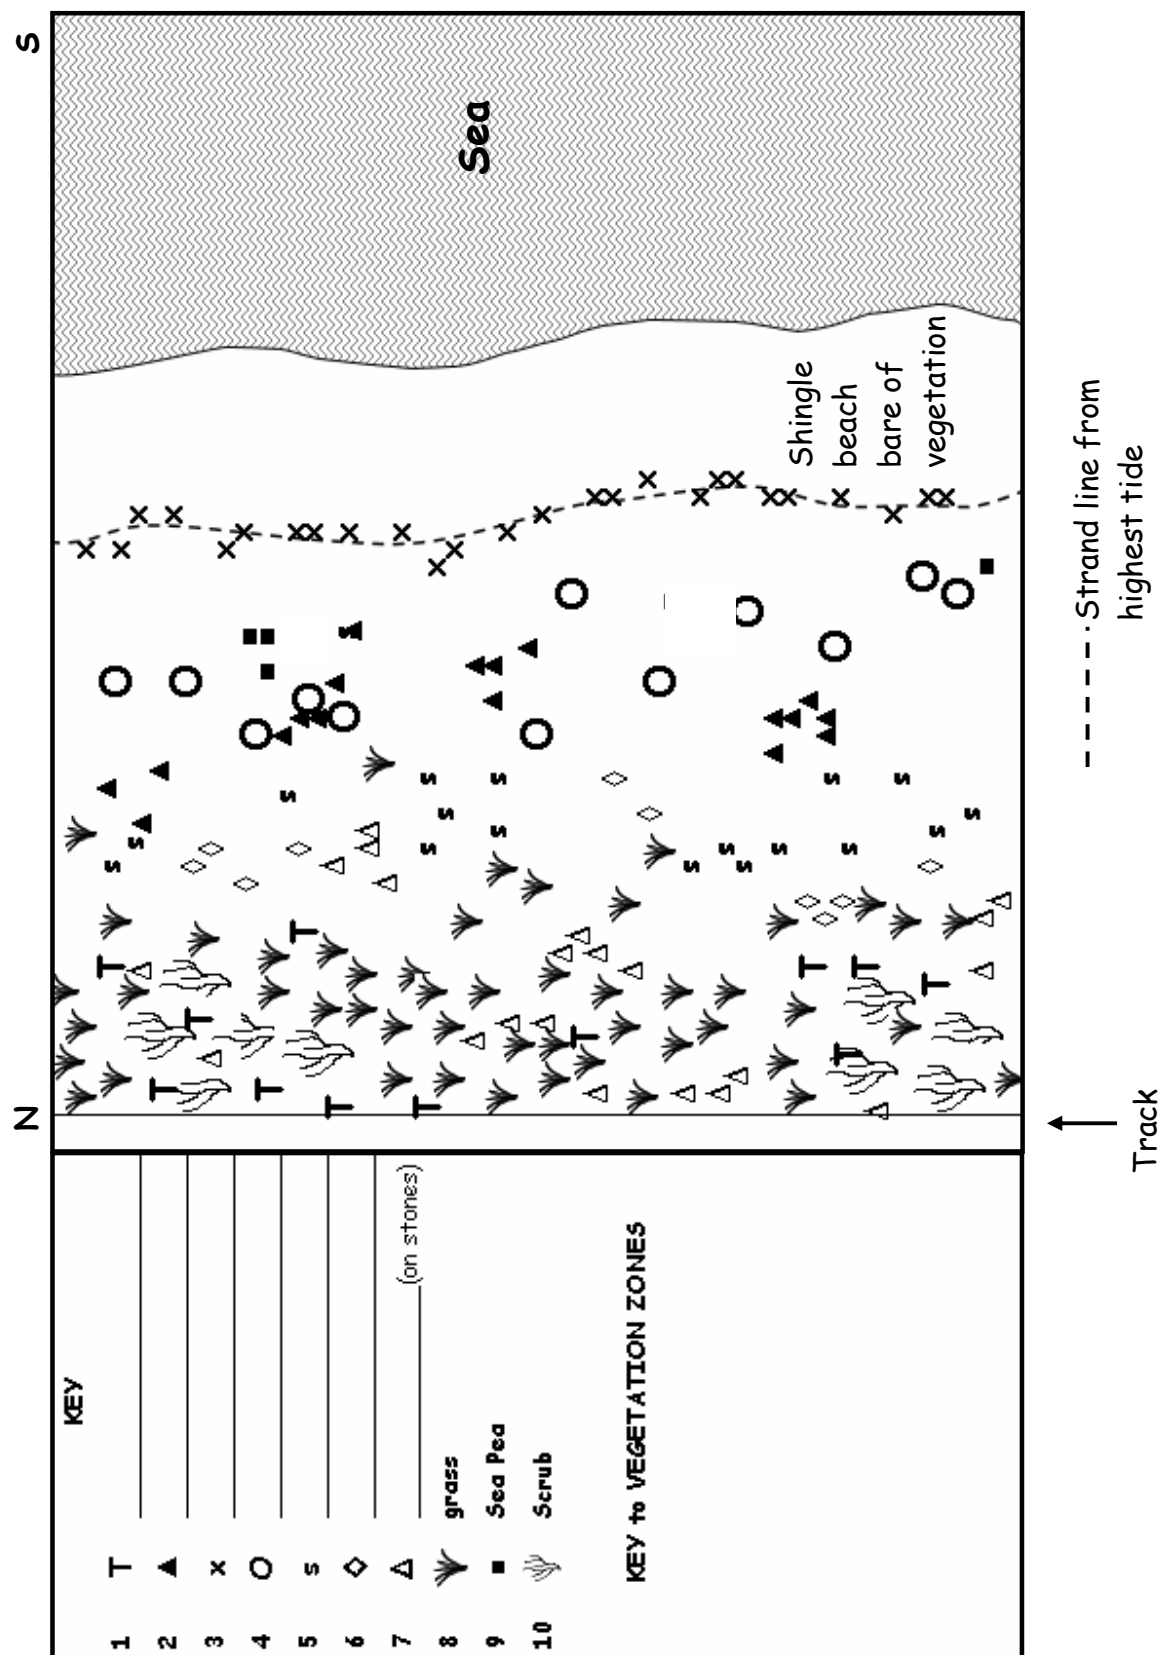 S
Sea
Shingle
beach
bare of
vegetation
Strand line from
highest tide
N
Track
KEY
1 T
2
3 x
4
5 s
6
7 (on stones)
8 grass
9 Sea Pea
10 Scrub
KEY to VEGETATION ZONES